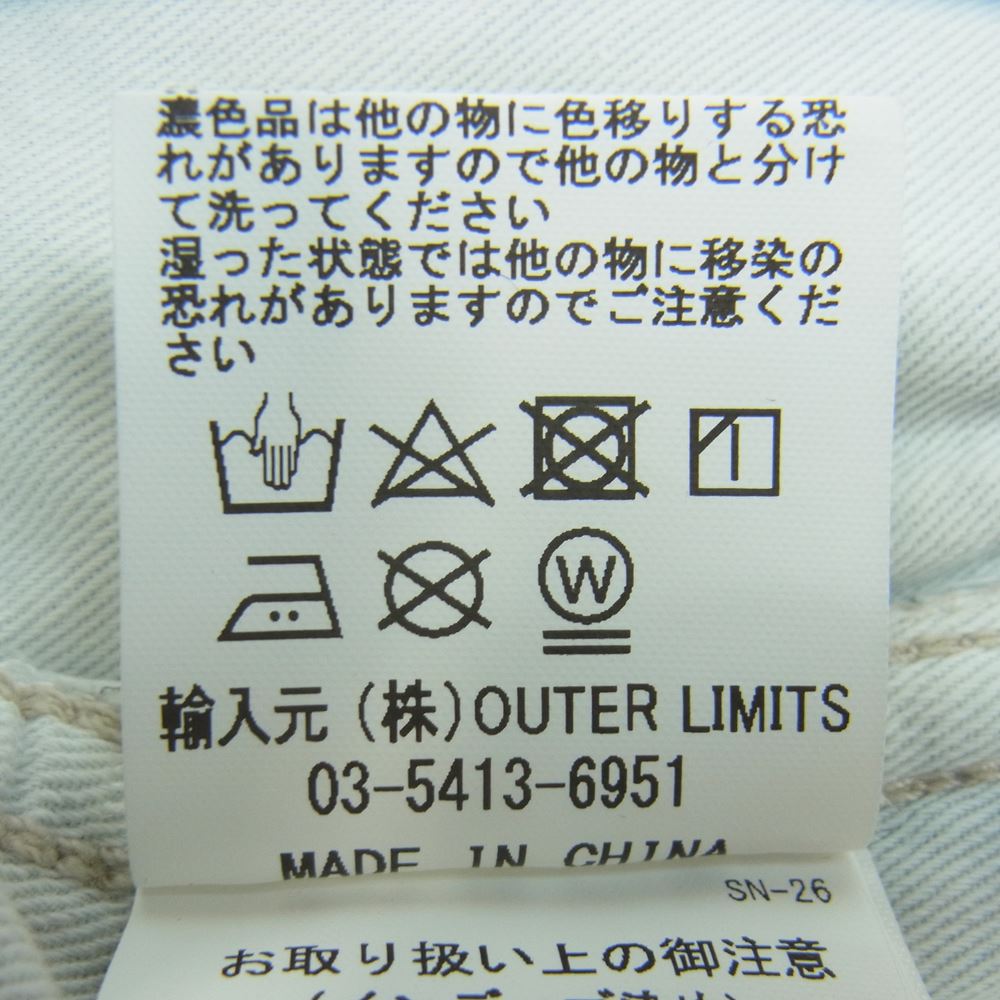 濃色品は他の物に色移りする恐
れがありますので他の物と分け
て洗ってください
湿った状態では他の物に移染の
恐れがありますのでご注意くだ
さい
W
輸入元(株)OUTER LIMITS
03-5413-6951
MADE IN CHINA
SN-26
お取り扱い上の御注意